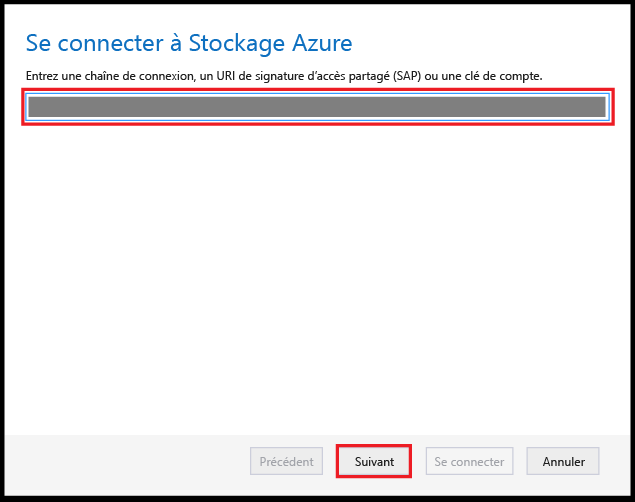 Se connecter à Stockage Azure
Entrez une chaîne de connexion, un URI de signature d’accès partagé (SAP) ou une clé de compte.
Précédent Suivant Se connecter Annuler